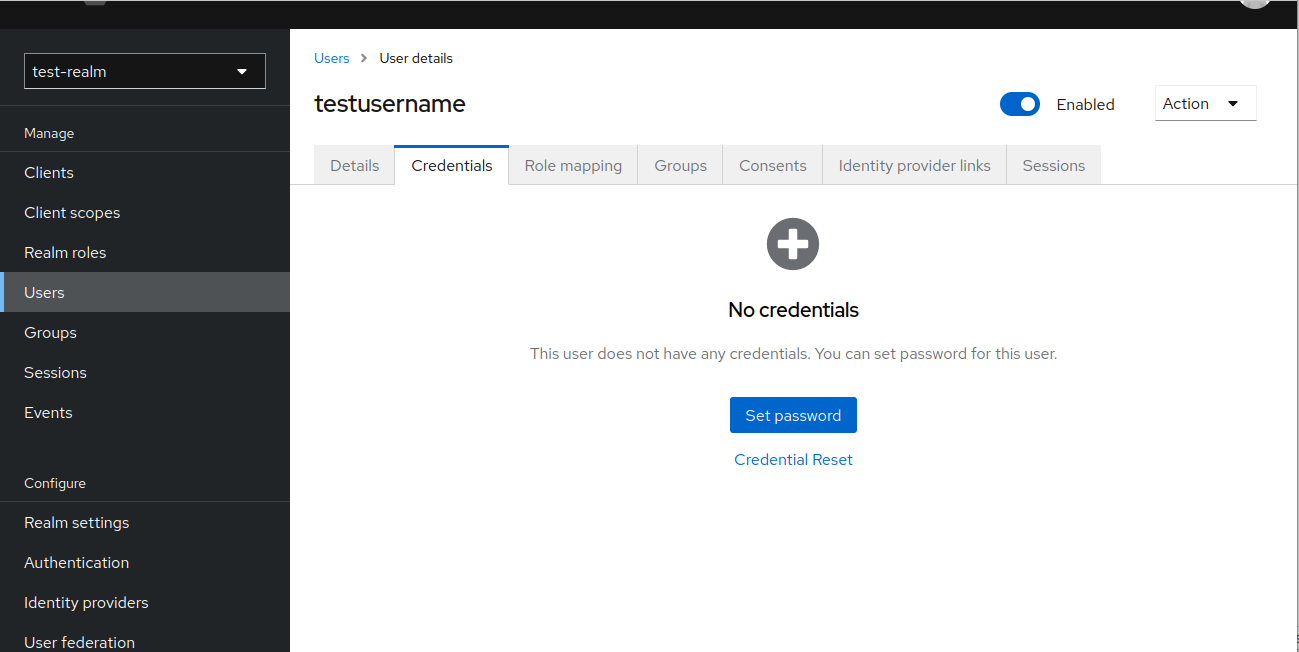 test-realm
Manage
Clients
Client scopes
Realm roles
Users
Groups
Sessions
Events
Configure
Realm settings
Authentication
Identity providers
User federation
Users > User details
testusername
Enabled
Action
Details Credentials Role mapping Groups Consents Identity provider links Sessions
No credentials
This user does not have any credentials. You can set password for this user.
Set password
Credential Reset